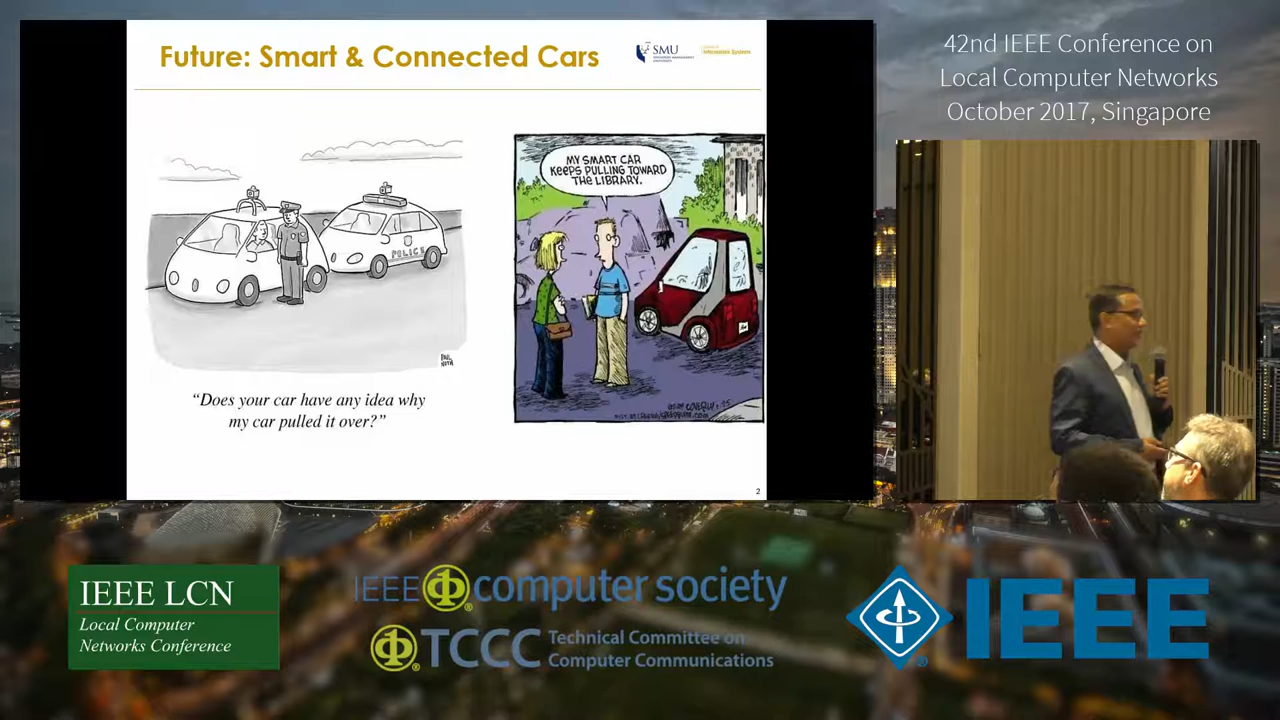 Future: Smart & Connected Cars
SMU
Information Systems
MY SMART CAR
KEEPS PULLING TOWARD
THE LIBRARY.
POLICE
"Does your car have any idea why
my car pulled it over?"
2
42nd IEEE Conference on
Local Computer Networks
October 2017, Singapore
IEEE LCN
Local Computer
Networks Conference
IEEE computer society
TCCC Technical Committee on
Computer Communications
IEEE